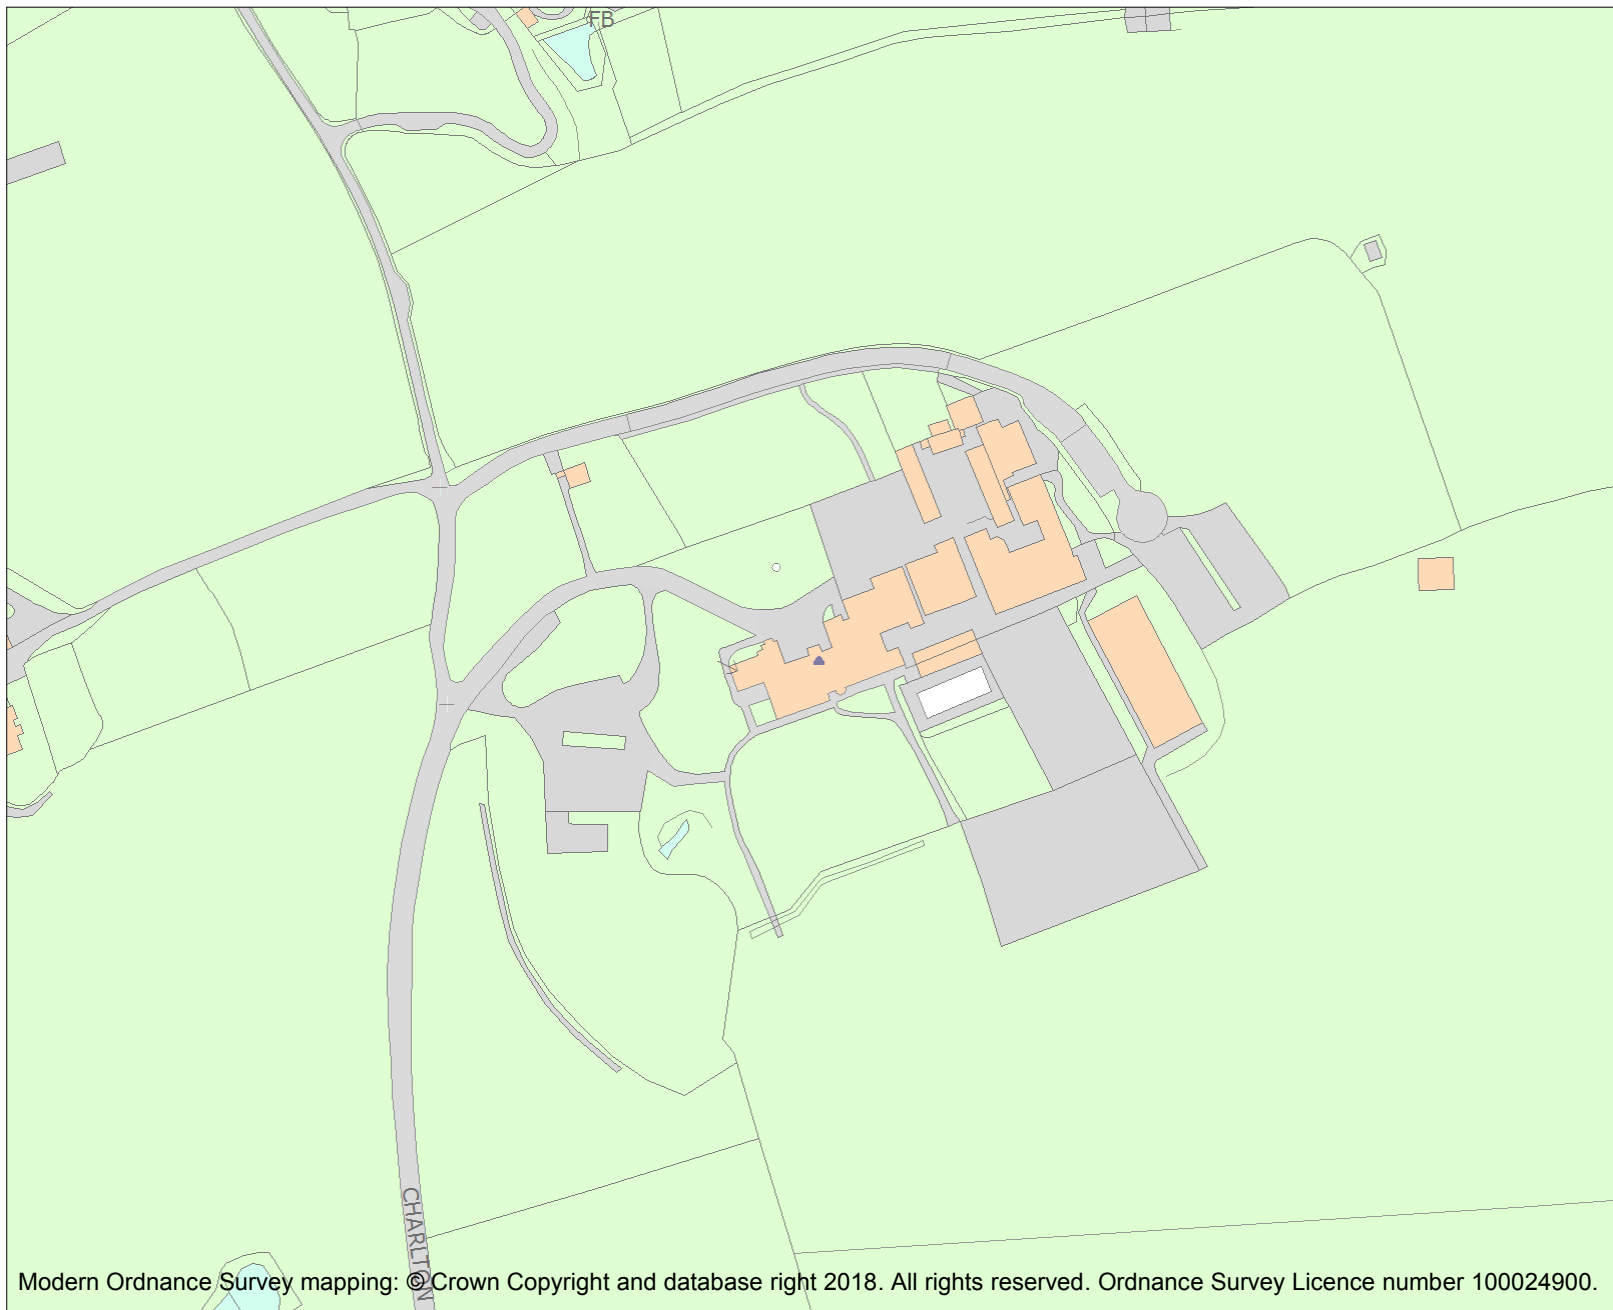 FB
CHARLTON
Modern Ordnance Survey mapping: © Crown Copyright and database right 2018. All rights reserved. Ordnance Survey Licence number 100024900.